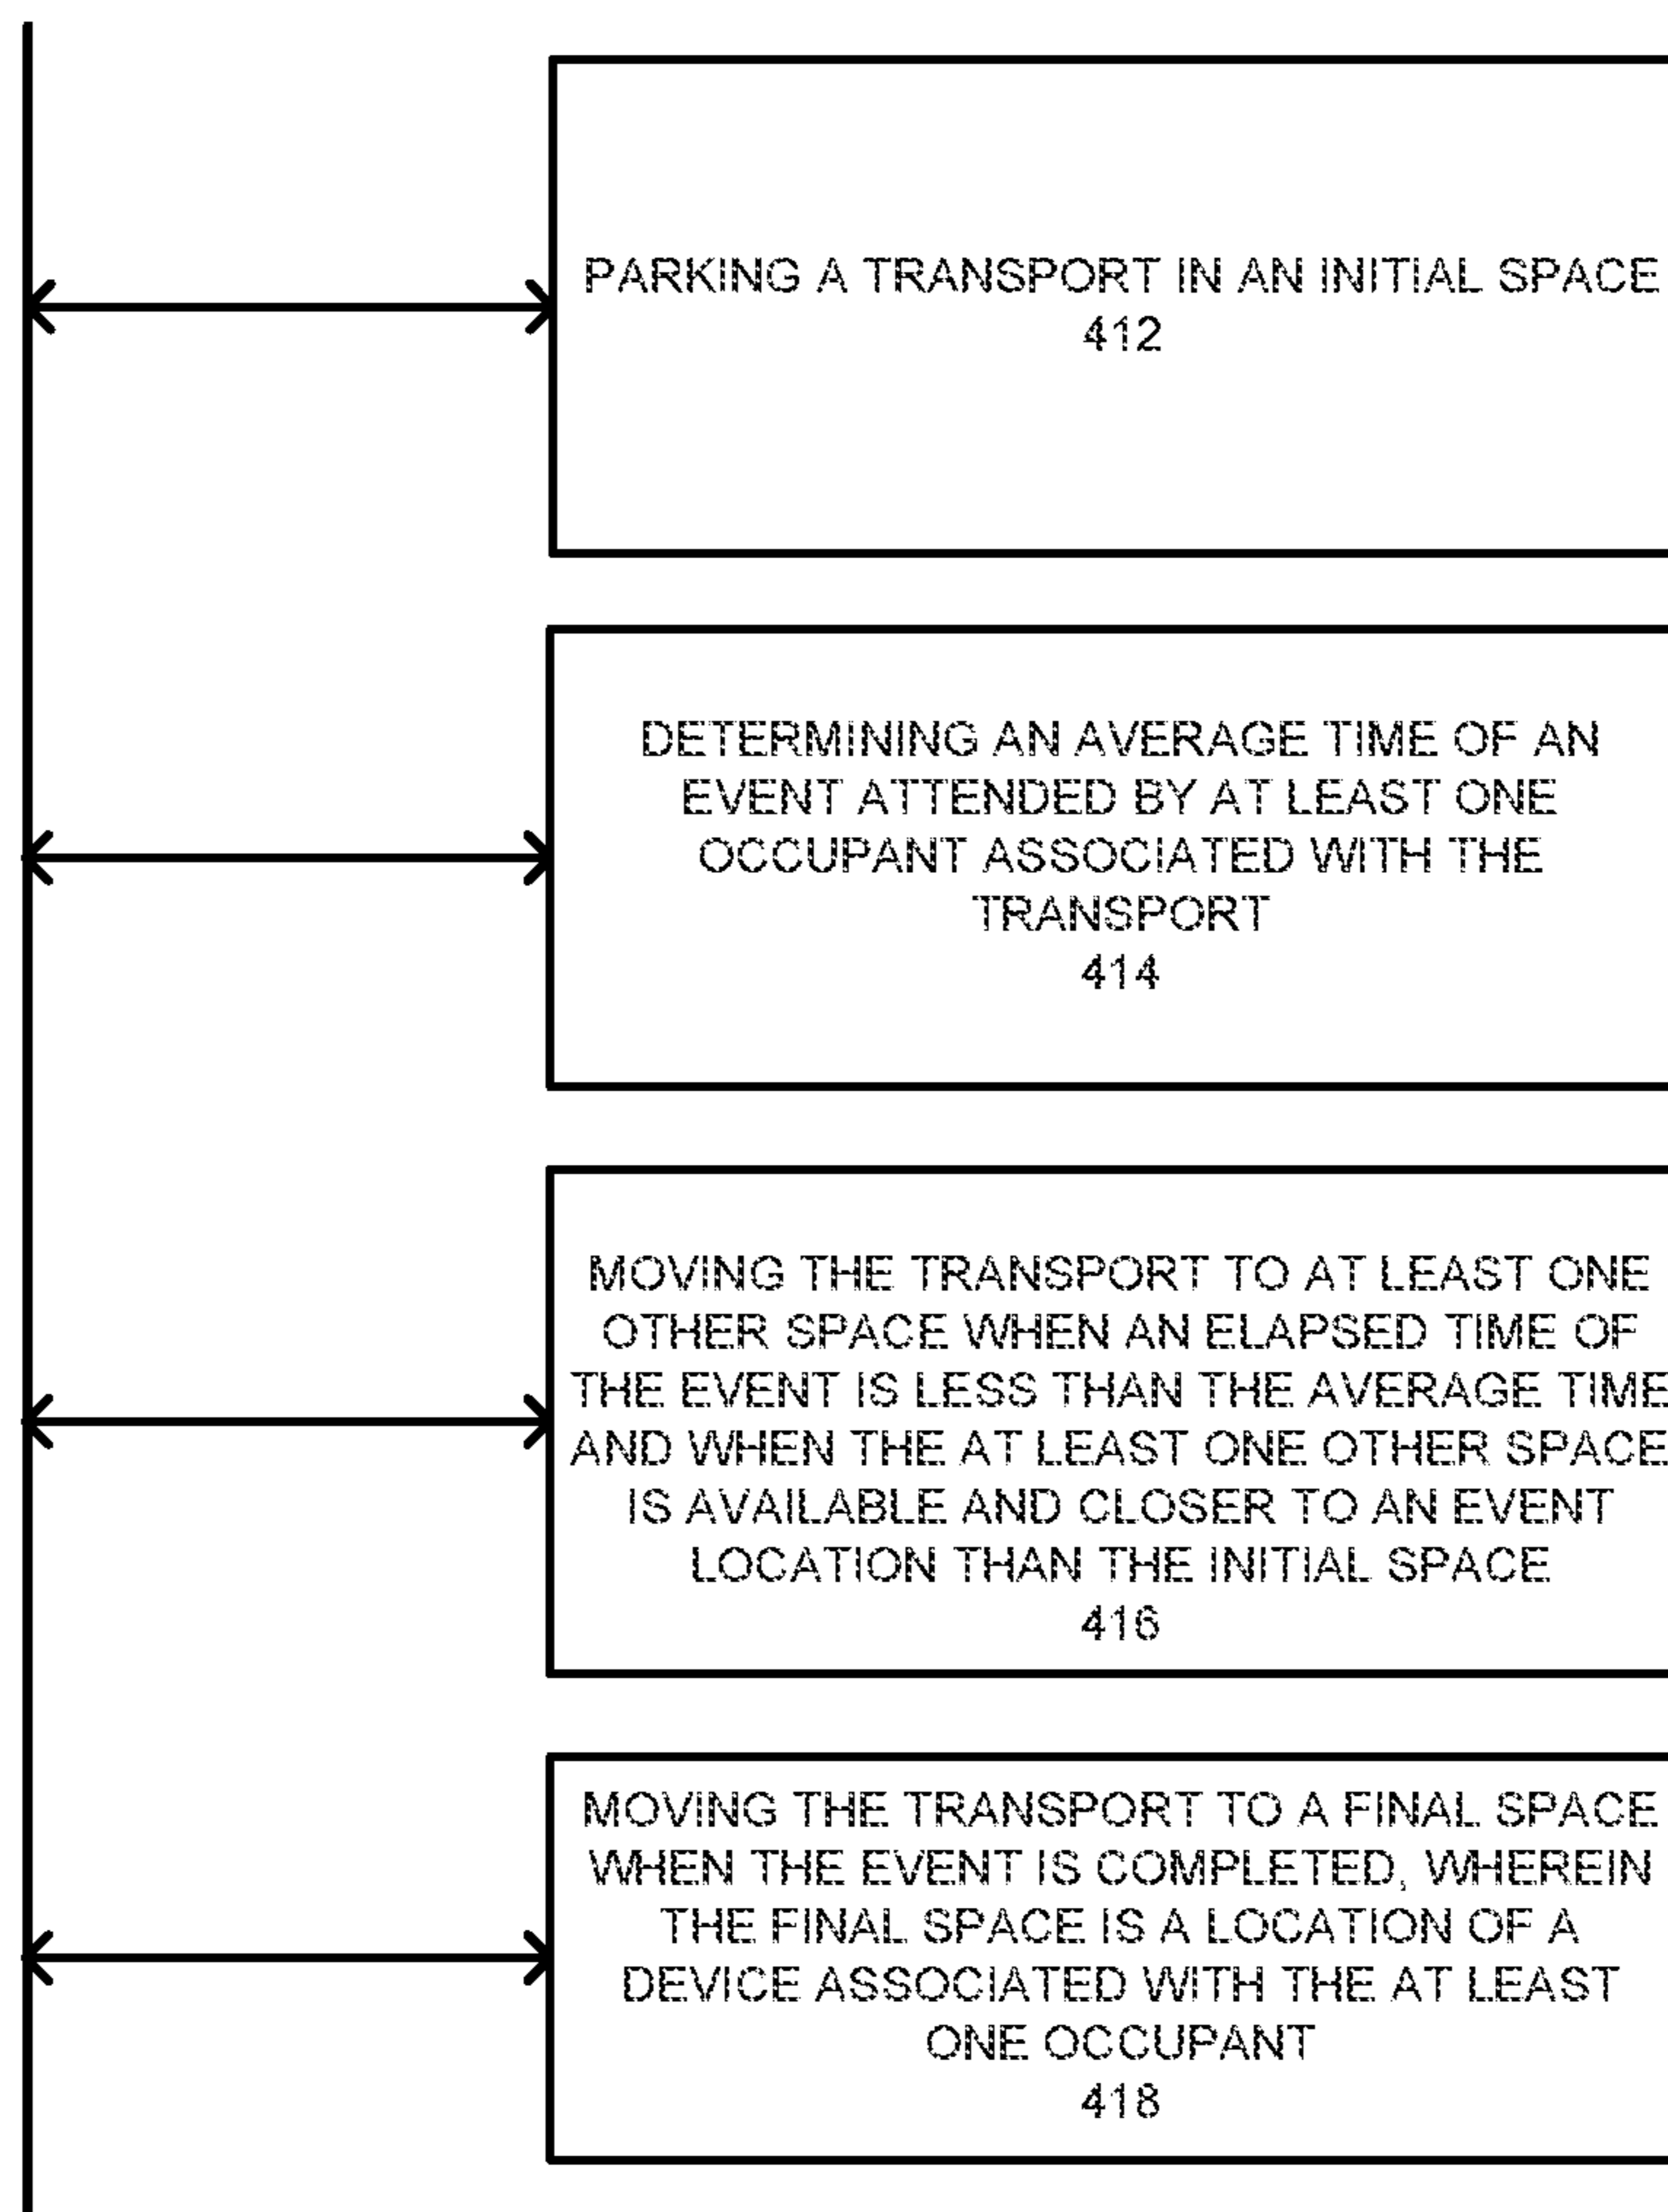 PARKING A TRANSPORT IN AN INITIAL SPACE
412
DETERMINING AN AVERAGE TIME OF AN
EVENT ATTENDED BY AT LEAST ONE
OCCUPANT ASSOCIATED WITH THE
TRANSPORT
414
MOVING THE TRANSPORT TO AT LEAST ONE
OTHER SPACE WHEN AN ELAPSED TIME OF
THE EVENT IS LESS THAN THE AVERAGE TIME
AND WHEN THE AT LEAST ONE OTHER SPACE
IS AVAILABLE AND CLOSER TO AN EVENT
LOCATION THAN THE INITIAL SPACE
416
MOVING THE TRANSPORT TO A FINAL SPACE
WHEN THE EVENT IS COMPLETED, WHEREIN
THE FINAL SPACE IS A LOCATION OF A
DEVICE ASSOCIATED WITH THE AT LEAST
ONE OCCUPANT
418